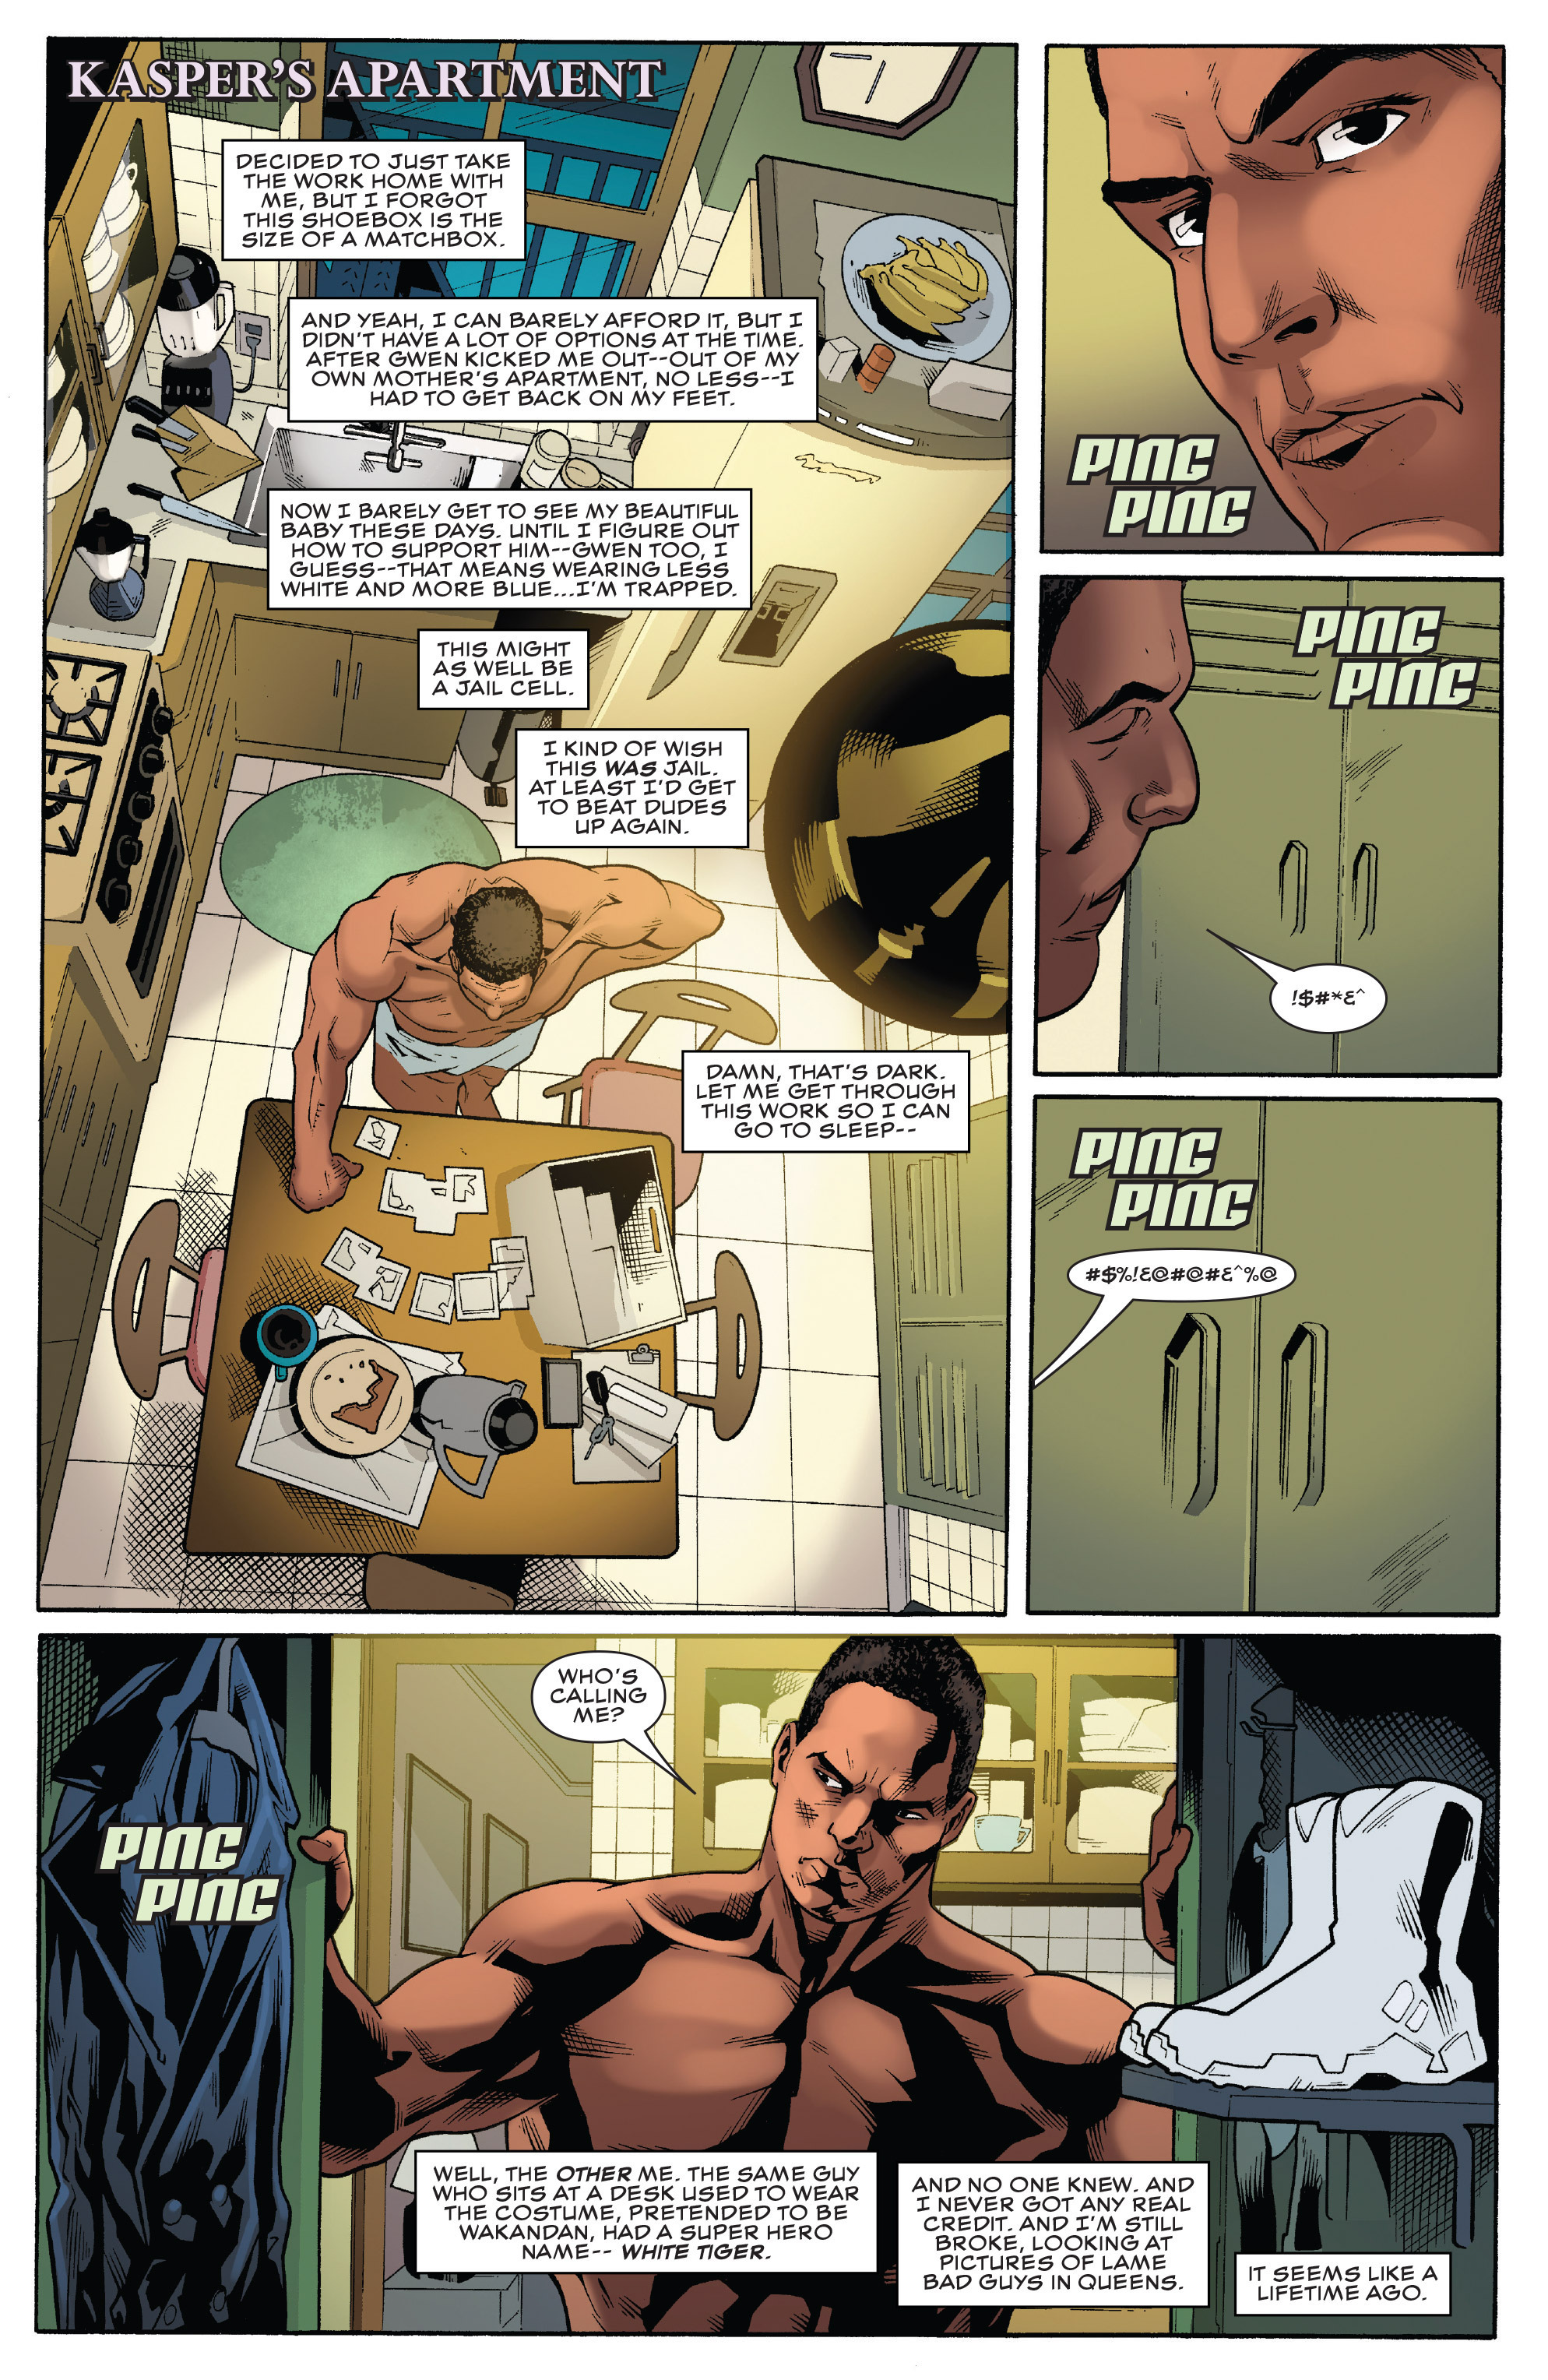 KASPER'S APARTMENT
DECIDED TO JUST TAKE
THE WORK HOME WITH
ME, BUT I FORGOT
THIS SHOEBOX IS THE
SIZE OF A MATCHBOX.
AND YEAH, I CAN BARELY AFFORD IT, BUT I
DIDN'T HAVE A LOT OF OPTIONS AT THE TIME.
AFTER GWEN KICKED ME OUT--OUT OF MY
OWN MOTHER'S APARTMENT, NO LESS--I
HAD TO GET BACK ON MY FEET.
NOW I BARELY GET TO SEE MY BEAUTIFUL
BABY THESE DAYS. UNTIL I FIGURE OUT
HOW TO SUPPORT HIM--GWEN TOO, I
GUESS--THAT MEANS WEARING LESS
WHITE AND MORE BLUE...I'M TRAPPED.
THIS MIGHT
AS WELL BE
A JAIL CELL.
I KIND OF WISH
THIS WAS JAIL.
AT LEAST I'D GET
TO BEAT DUDES
UP AGAIN.
DAMN, THAT'S DARK.
LET ME GET THROUGH
THIS WORK SO I CAN
GO TO SLEEP--
PING
PING
PING
PING
!$#*&^
PING
PING
#$%!&@#@#&^%@
WHO'S
CALLING
ME?
PING
PING
WELL, THE OTHER ME. THE SAME GUY
WHO SITS AT A DESK USED TO WEAR
THE COSTUME, PRETENDED TO BE
WAKANDAN, HAD A SUPER HERO
NAME-- WHITE TIGER.
AND NO ONE KNEW. AND
I NEVER GOT ANY REAL
CREDIT. AND I'M STILL
BROKE, LOOKING AT
PICTURES OF LAME
BAD GUYS IN QUEENS.
IT SEEMS LIKE A
LIFETIME AGO.